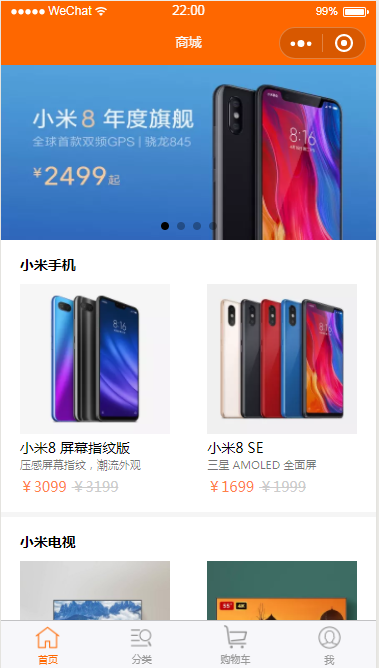 WeChat 22:00 99%
商城
小米8 年度旗舰
全球首款双频GPS | 骁龙845
¥2499起
8:16
小米手机
8:16
小米8 屏幕指纹版
压感屏幕指纹，潮流外观
¥3099 ¥3199
8:16
小米8 SE
三星 AMOLED 全面屏
¥1699 ¥1999
小米电视
55" 4K
首页 分类 购物车 我